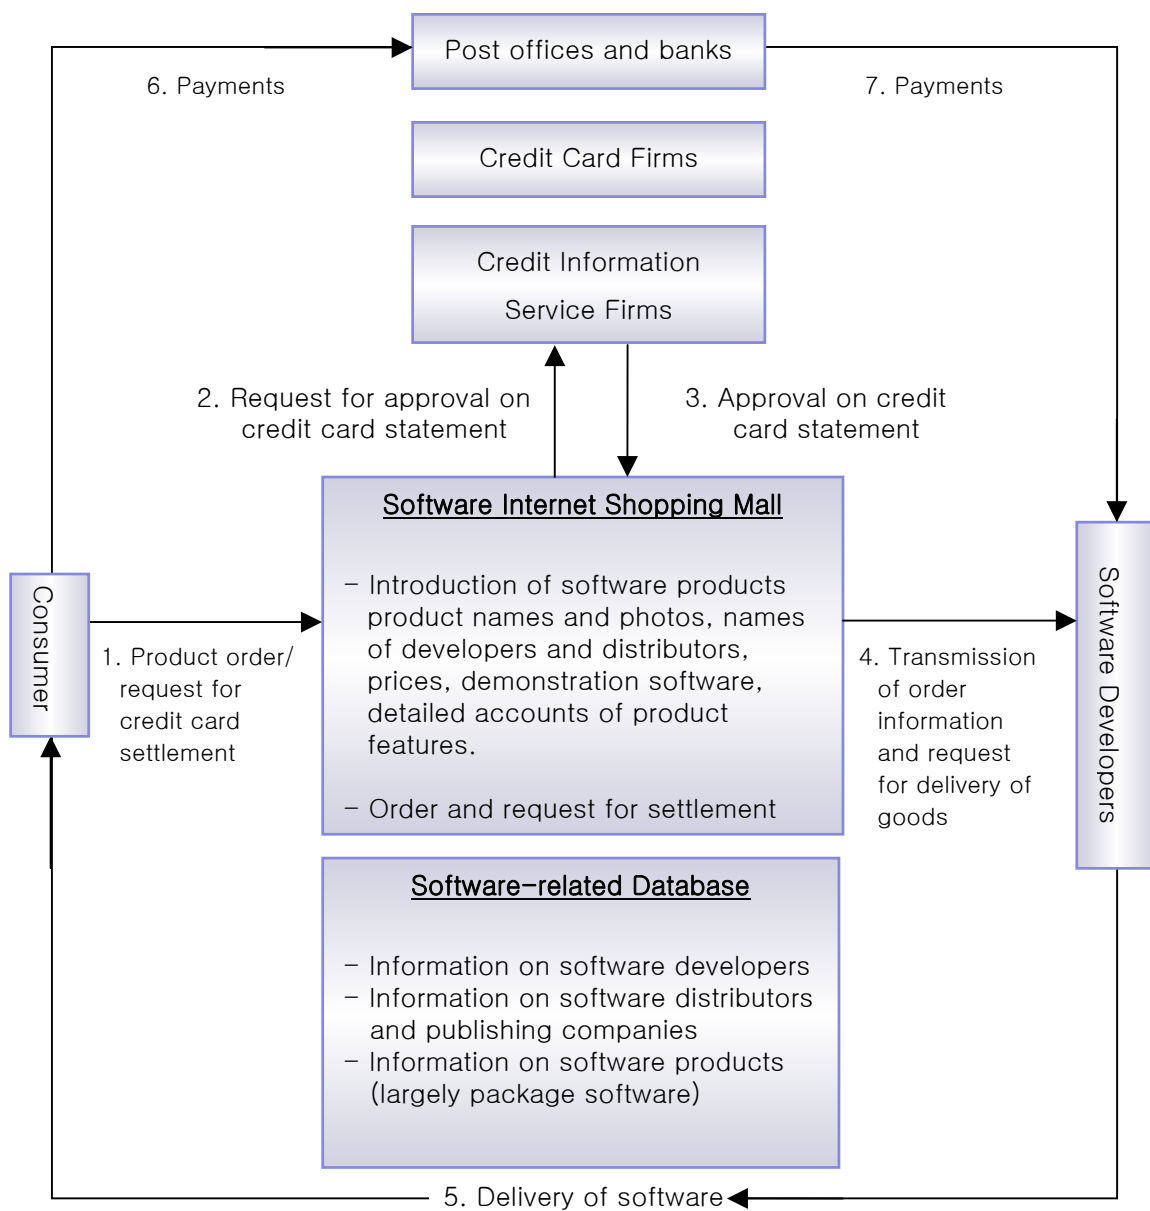 Post offices and banks
6. Payments
7. Payments
Credit Card Firms
Credit Information
Service Firms
2. Request for approval on
credit card statement
3. Approval on credit
card statement
Software Internet Shopping Mall
- Introduction of software products
product names and photos, names
of developers and distributors,
prices, demonstration software,
detailed accounts of product
features.
- Order and request for settlement
Consumer
1. Product order/
request for
credit card
settlement
4. Transmission
of order
information
and request
for delivery of
goods
Software Developers
Software-related Database
- Information on software developers
- Information on software distributors
and publishing companies
- Information on software products
(largely package software)
5. Delivery of software